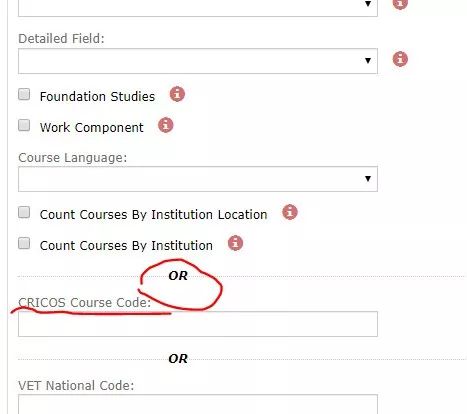 Detailed Field:
Foundation Studies
Work Component
Course Language:
Count Courses By Institution Location
Count Courses By Institution
OR
CRICOS Course Code:
OR
VET National Code: